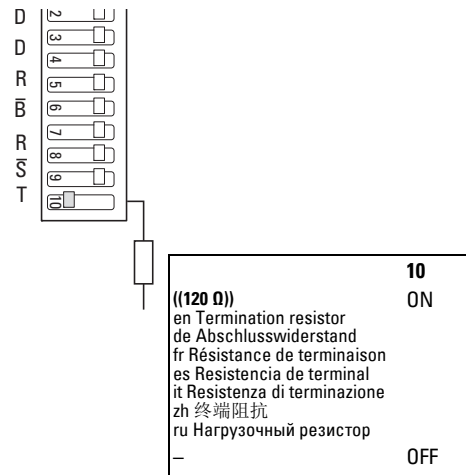 D
2
D
3
4
R
5
B̅
6
R
7
S̅
8
9
T
10
10
((120 Ω))
ON
en Termination resistor
de Abschlusswiderstand
fr Résistance de terminaison
es Resistencia de terminal
it Resistenza di terminazione
zh 终端阻抗
ru Нагрузочный резистор
–
OFF